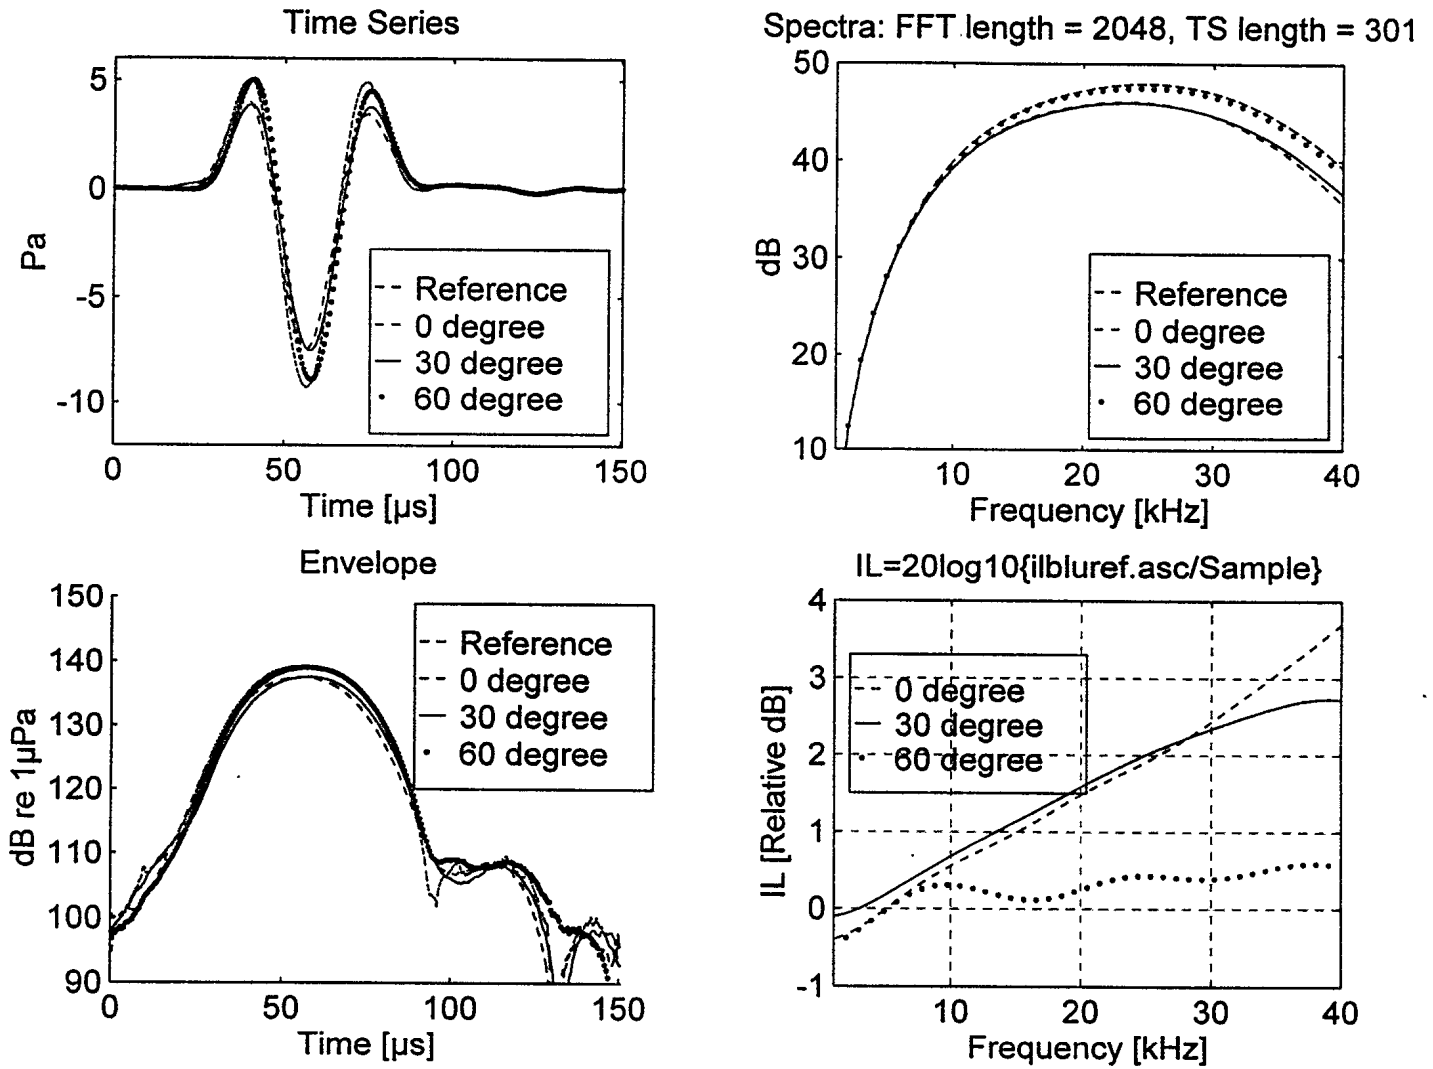 Time Series
5
0
-5
-10
Pa
Reference
0 degree
30 degree
60 degree
0 50 100 150
Time [µs]
Spectra: FFT length = 2048, TS length = 301
50
40
30
20
10
dB
Reference
0 degree
30 degree
60 degree
10 20 30 40
Frequency [kHz]
Envelope
150
140
130
120
110
100
90
dB re 1µPa
Reference
0 degree
30 degree
60 degree
0 50 100 150
Time [µs]
IL=20log10{ilbluref.asc/Sample}
4
3
2
1
0
-1
IL [Relative dB]
0 degree
30 degree
60 degree
10 20 30 40
Frequency [kHz]